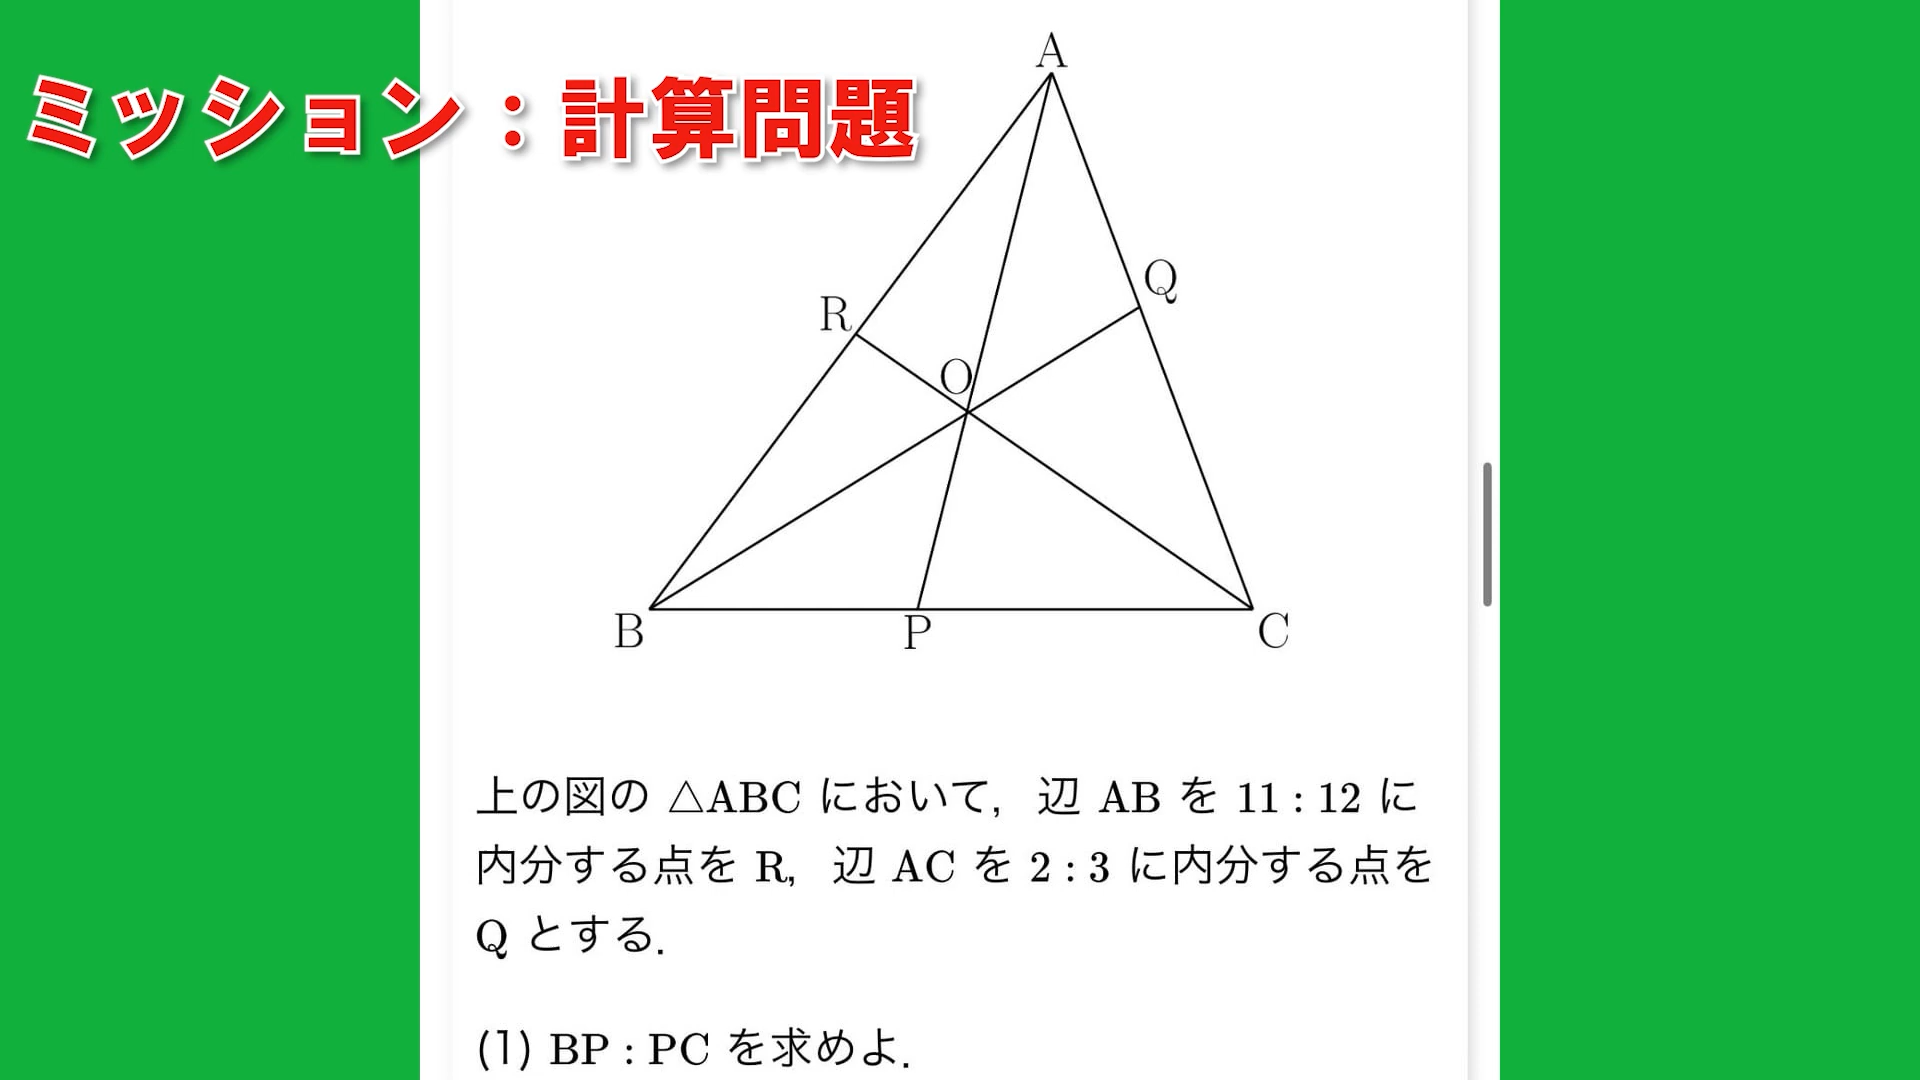 ミッション：計算問題
A
Q
R
O
B
P
C
上の図の △ABC において，辺 AB を 11 : 12 に
内分する点を R，辺 AC を 2 : 3 に内分する点を
Q とする．
(1) BP : PC を求めよ．